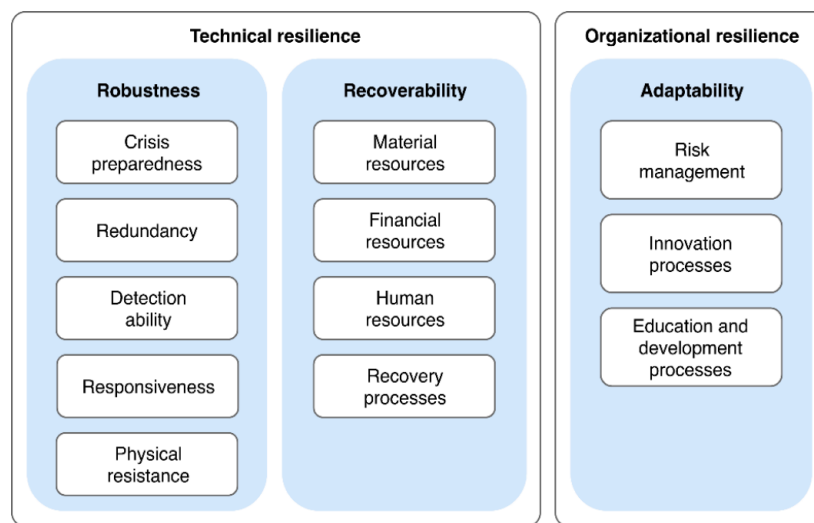 Technical resilience
Robustness
Crisis
preparedness
Redundancy
Detection
ability
Responsiveness
Physical
resistance
Recoverability
Material
resources
Financial
resources
Human
resources
Recovery
processes
Organizational resilience
Adaptability
Risk
management
Innovation
processes
Education and
development
processes